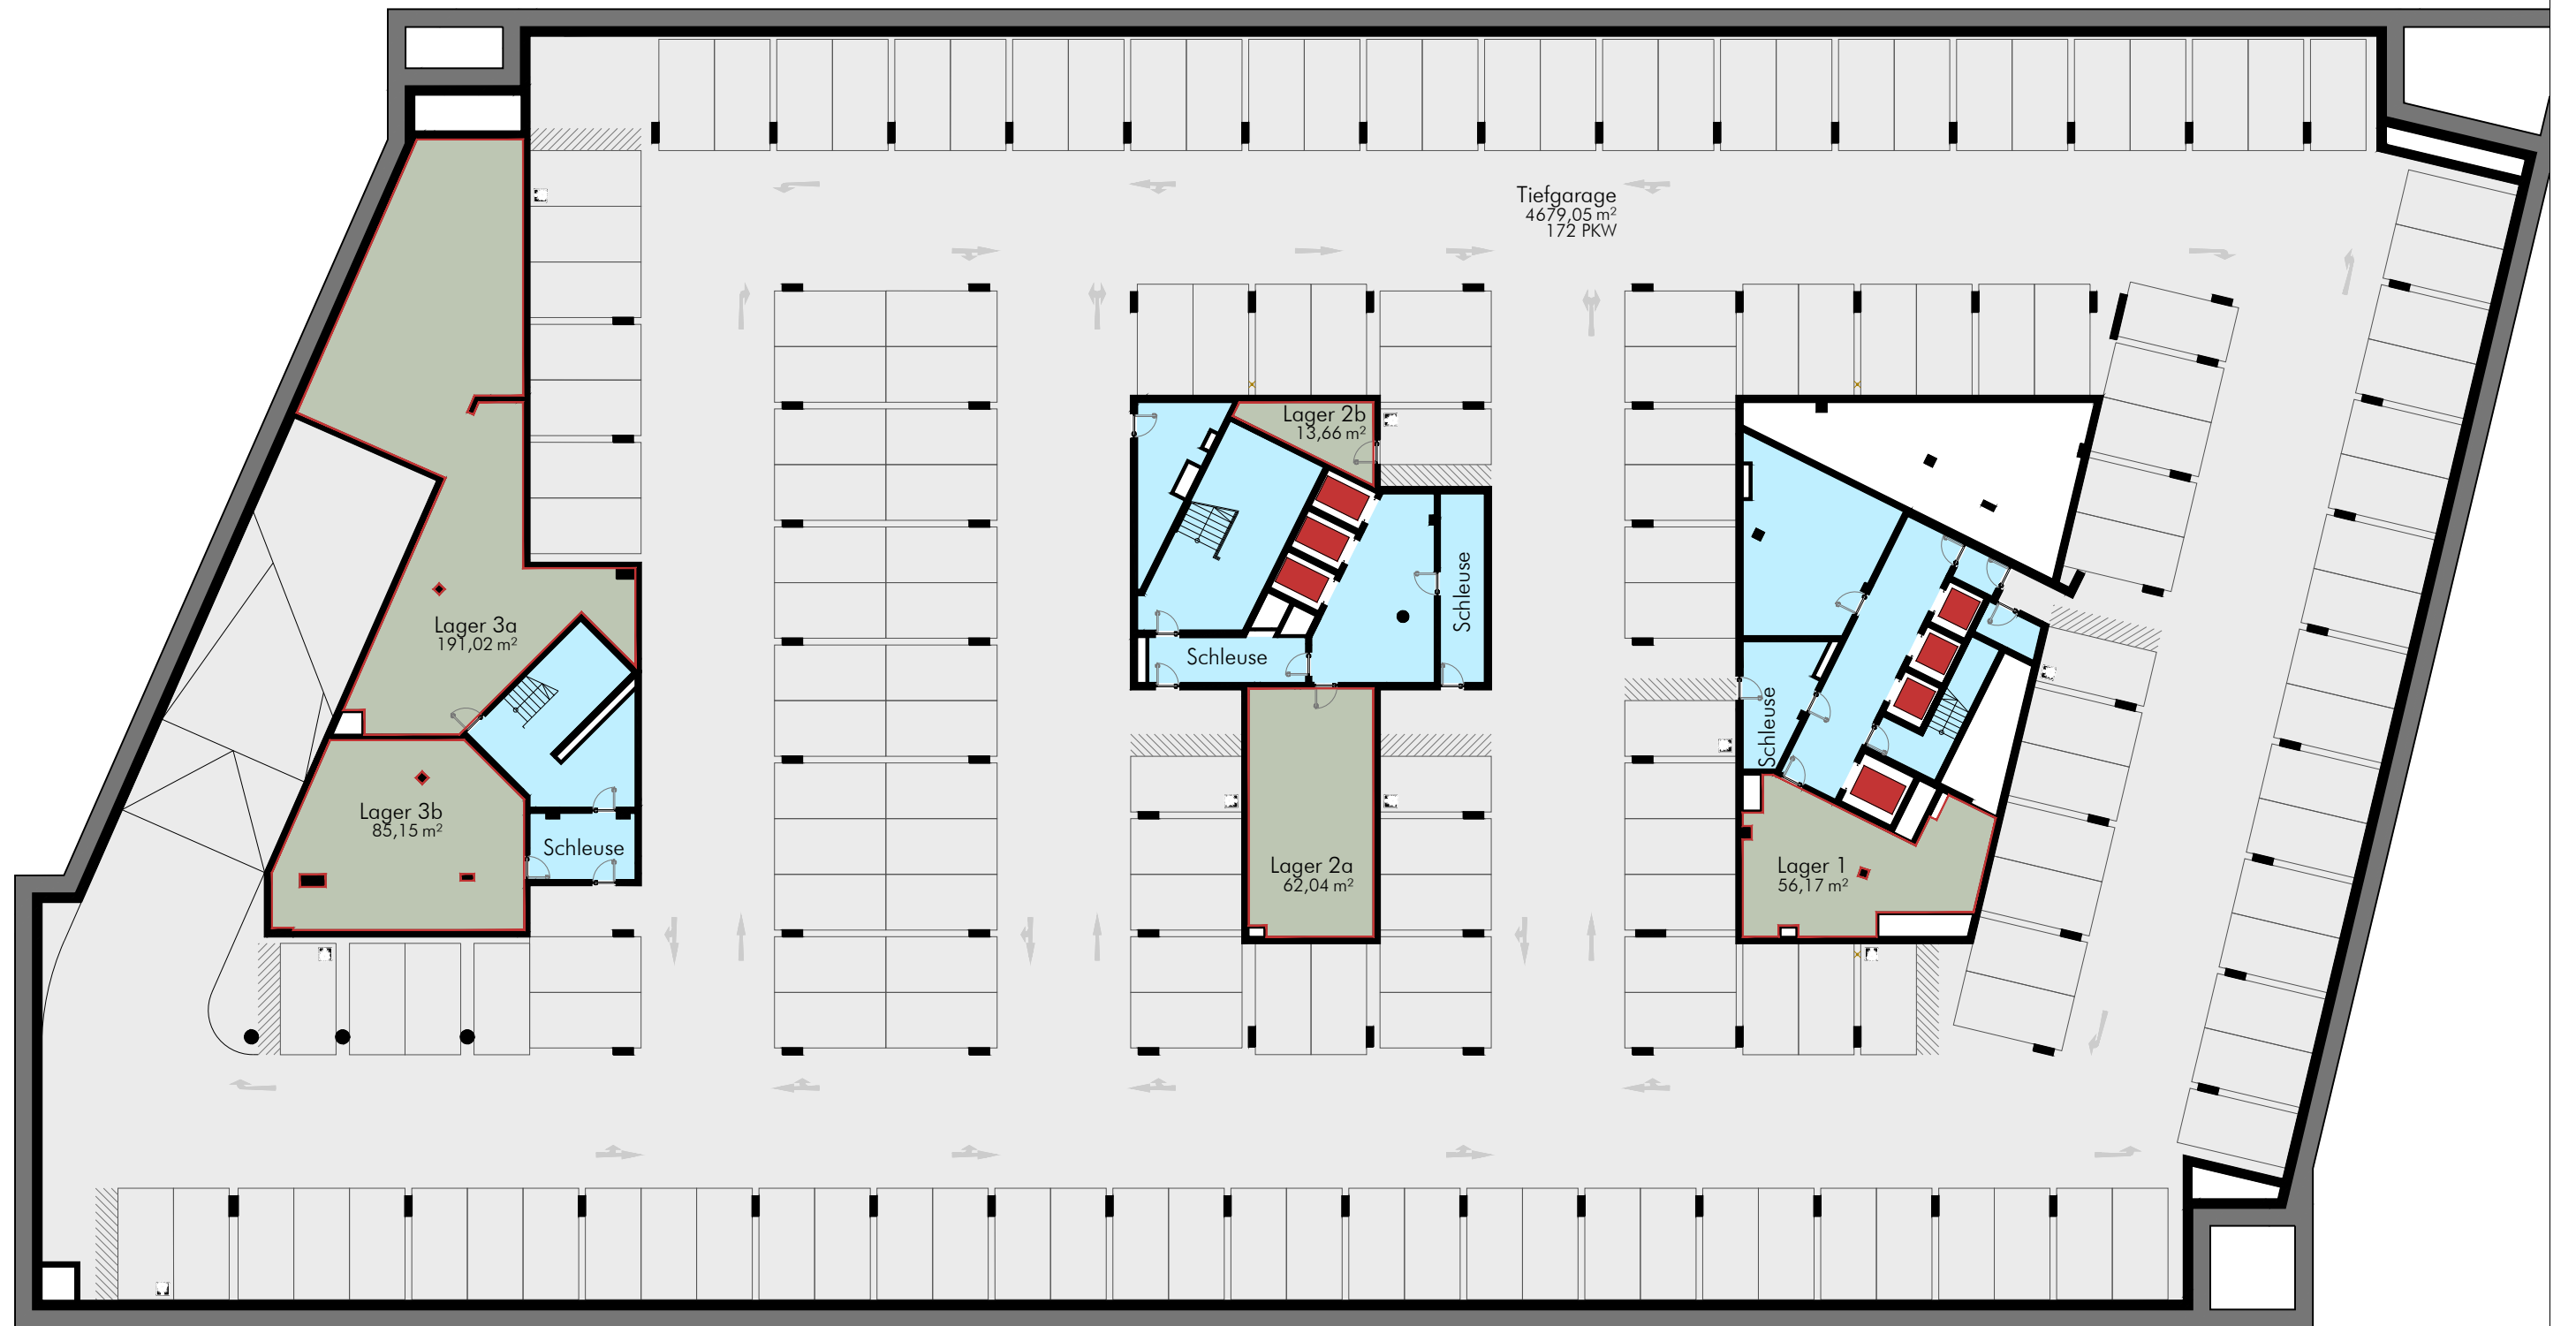 Tiefgarage
4679,05 m²
172 PKW
Lager 2b
13,66 m²
Schleuse
Schleuse
Lager 3a
191,02 m²
Schleuse
Lager 3b
85,15 m²
Schleuse
Lager 2a
62,04 m²
Lager 1
56,17 m²